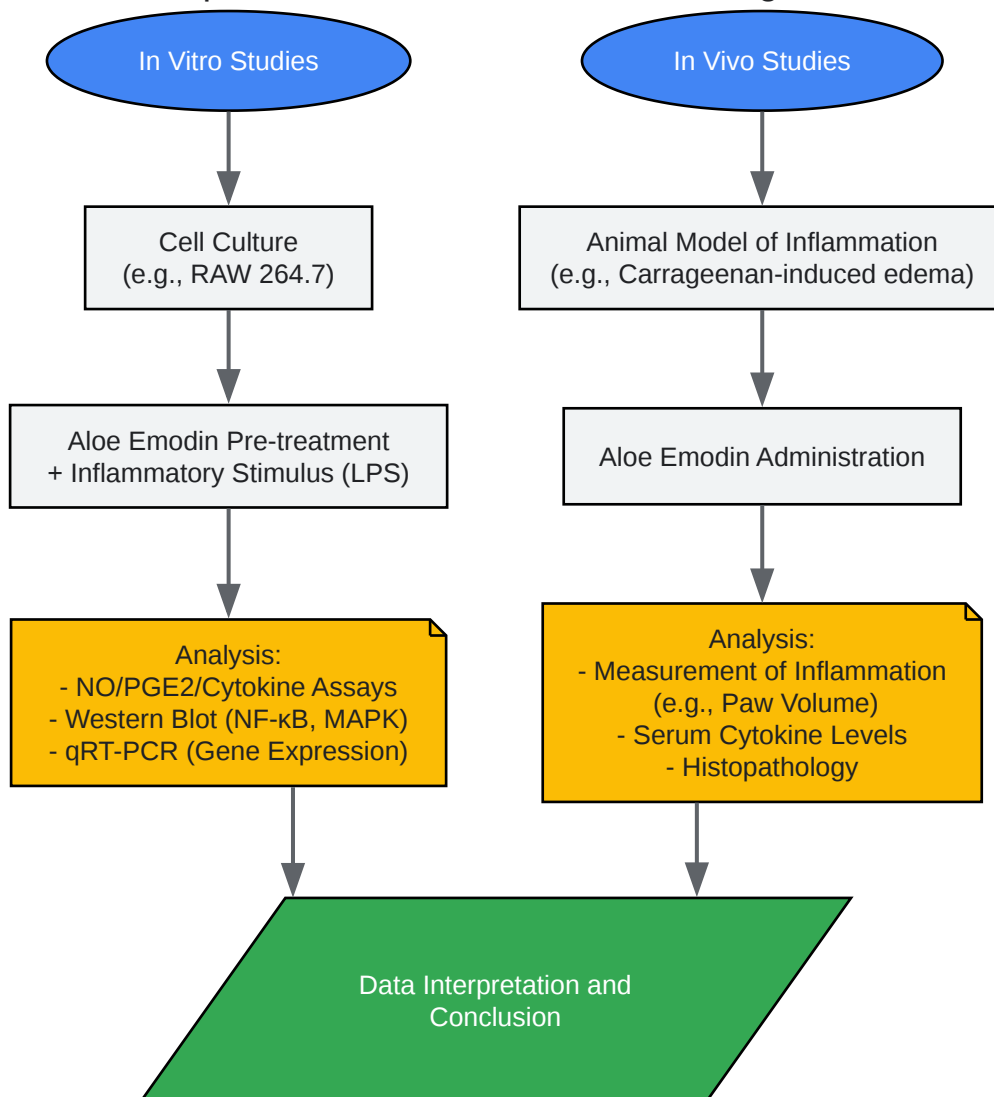 In Vitro Studies
In Vivo Studies
Cell Culture
(e.g., RAW 264.7)
Animal Model of Inflammation
(e.g., Carrageenan-induced edema)
Aloe Emodin Pre-treatment
+ Inflammatory Stimulus (LPS)
Aloe Emodin Administration
Analysis:
- NO/PGE2/Cytokine Assays
- Western Blot (NF-κB, MAPK)
- qRT-PCR (Gene Expression)
Analysis:
- Measurement of Inflammation
(e.g., Paw Volume)
- Serum Cytokine Levels
- Histopathology
Data Interpretation and
Conclusion